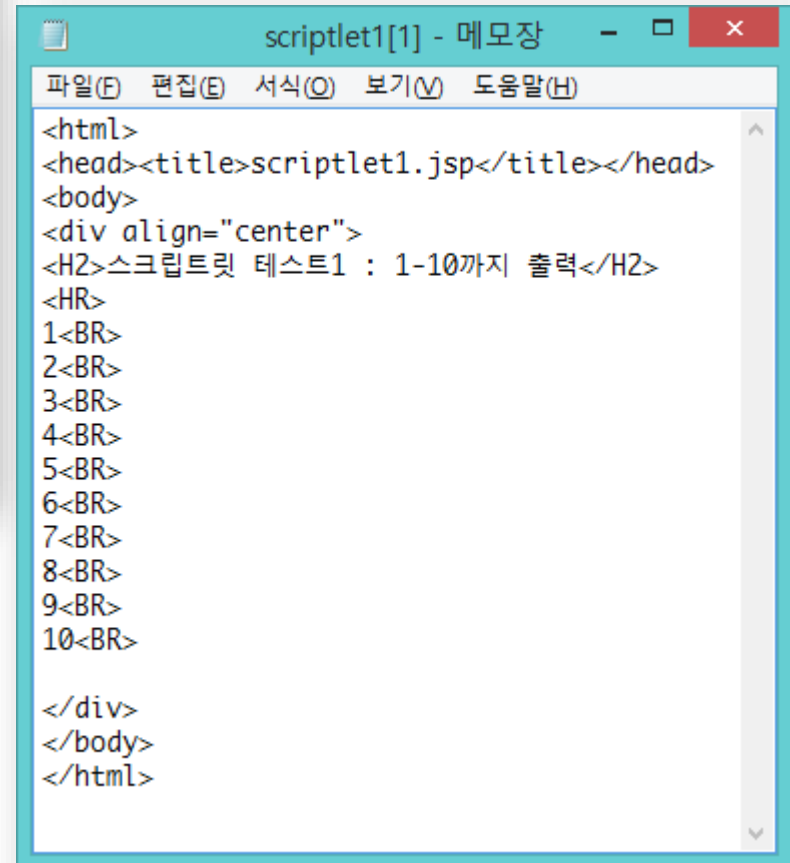 scriptlet1[1] - 메모장
파일(F) 편집(E) 서식(O) 보기(V) 도움말(H)
<html>
<head><title>scriptlet1.jsp</title></head>
<body>
<div align="center">
<H2>스크립트릿 테스트1 : 1-10까지 출력</H2>
<HR>
1<BR>
2<BR>
3<BR>
4<BR>
5<BR>
6<BR>
7<BR>
8<BR>
9<BR>
10<BR>
</div>
</body>
</html>